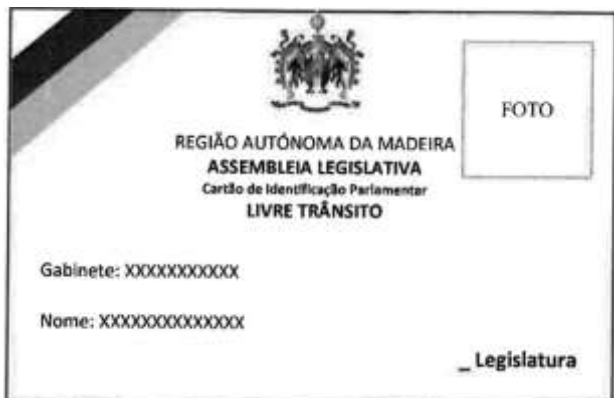 FOTO
REGIÃO AUTÓNOMA DA MADEIRA
ASSEMBLEIA LEGISLATIVA
Cartão de Identificação Parlamentar
LIVRE TRÂNSITO
Gabinete: XXXXXXXXXXX
Nome: XXXXXXXXXXXXXX
_ Legislatura